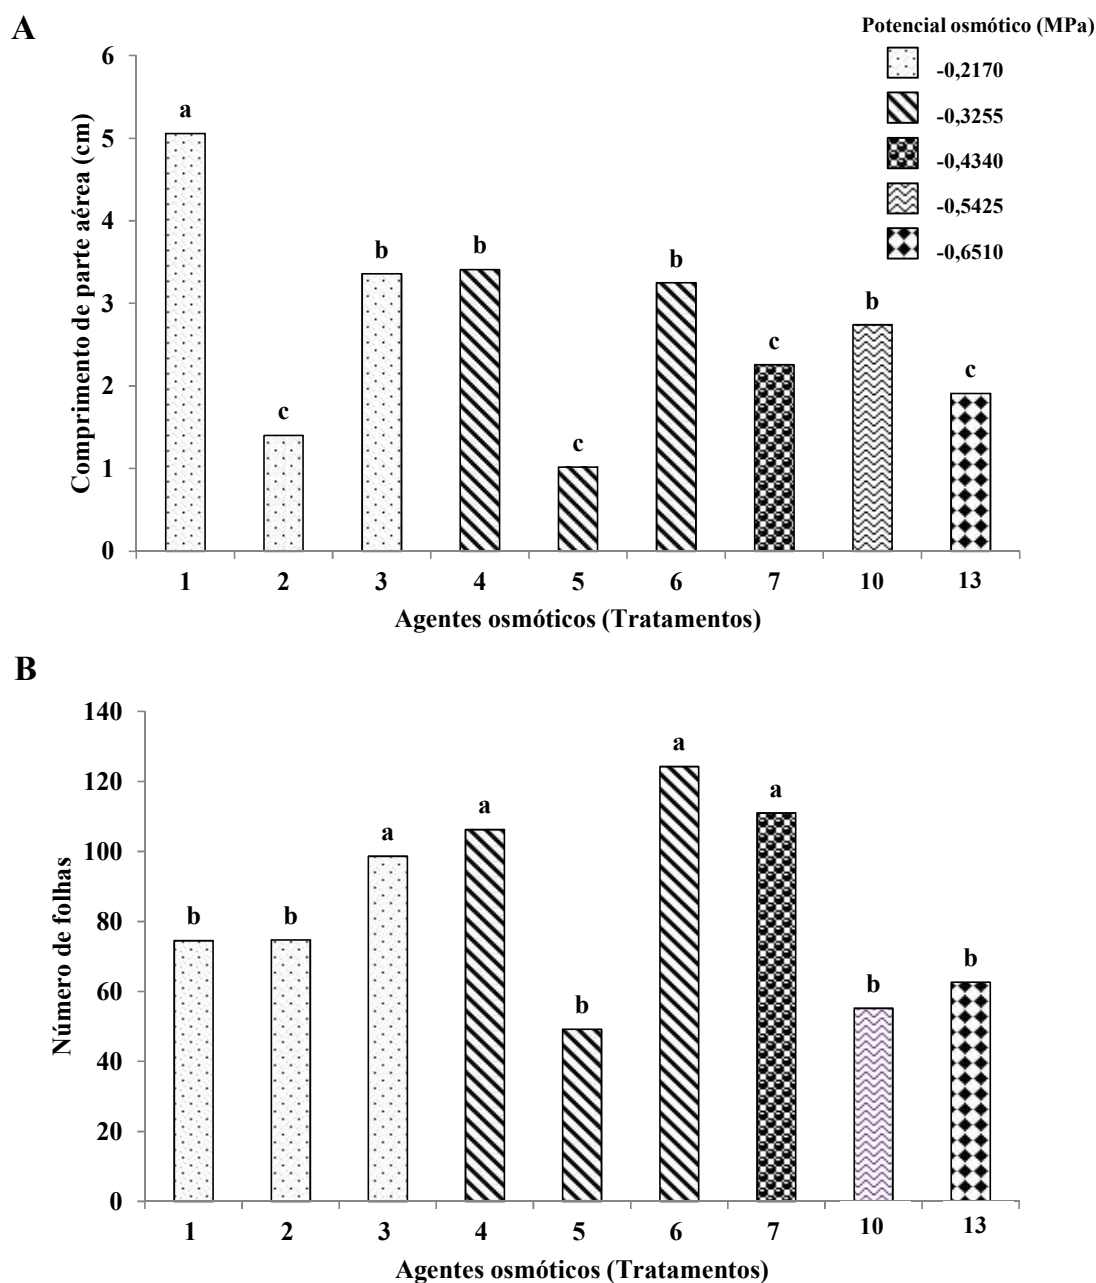 A
Potencial osmótico (MPa)
-0,2170
-0,3255
-0,4340
-0,5425
-0,6510
Comprimento de parte aérea (cm)
6
5
4
3
2
1
0
a
c
b
b
c
b
c
b
c
1 2 3 4 5 6 7 10 13
Agentes osmóticos (Tratamentos)
B
Número de folhas
140
120
100
80
60
40
20
0
b
b
a
a
b
a
a
b
b
1 2 3 4 5 6 7 10 13
Agentes osmóticos (Tratamentos)